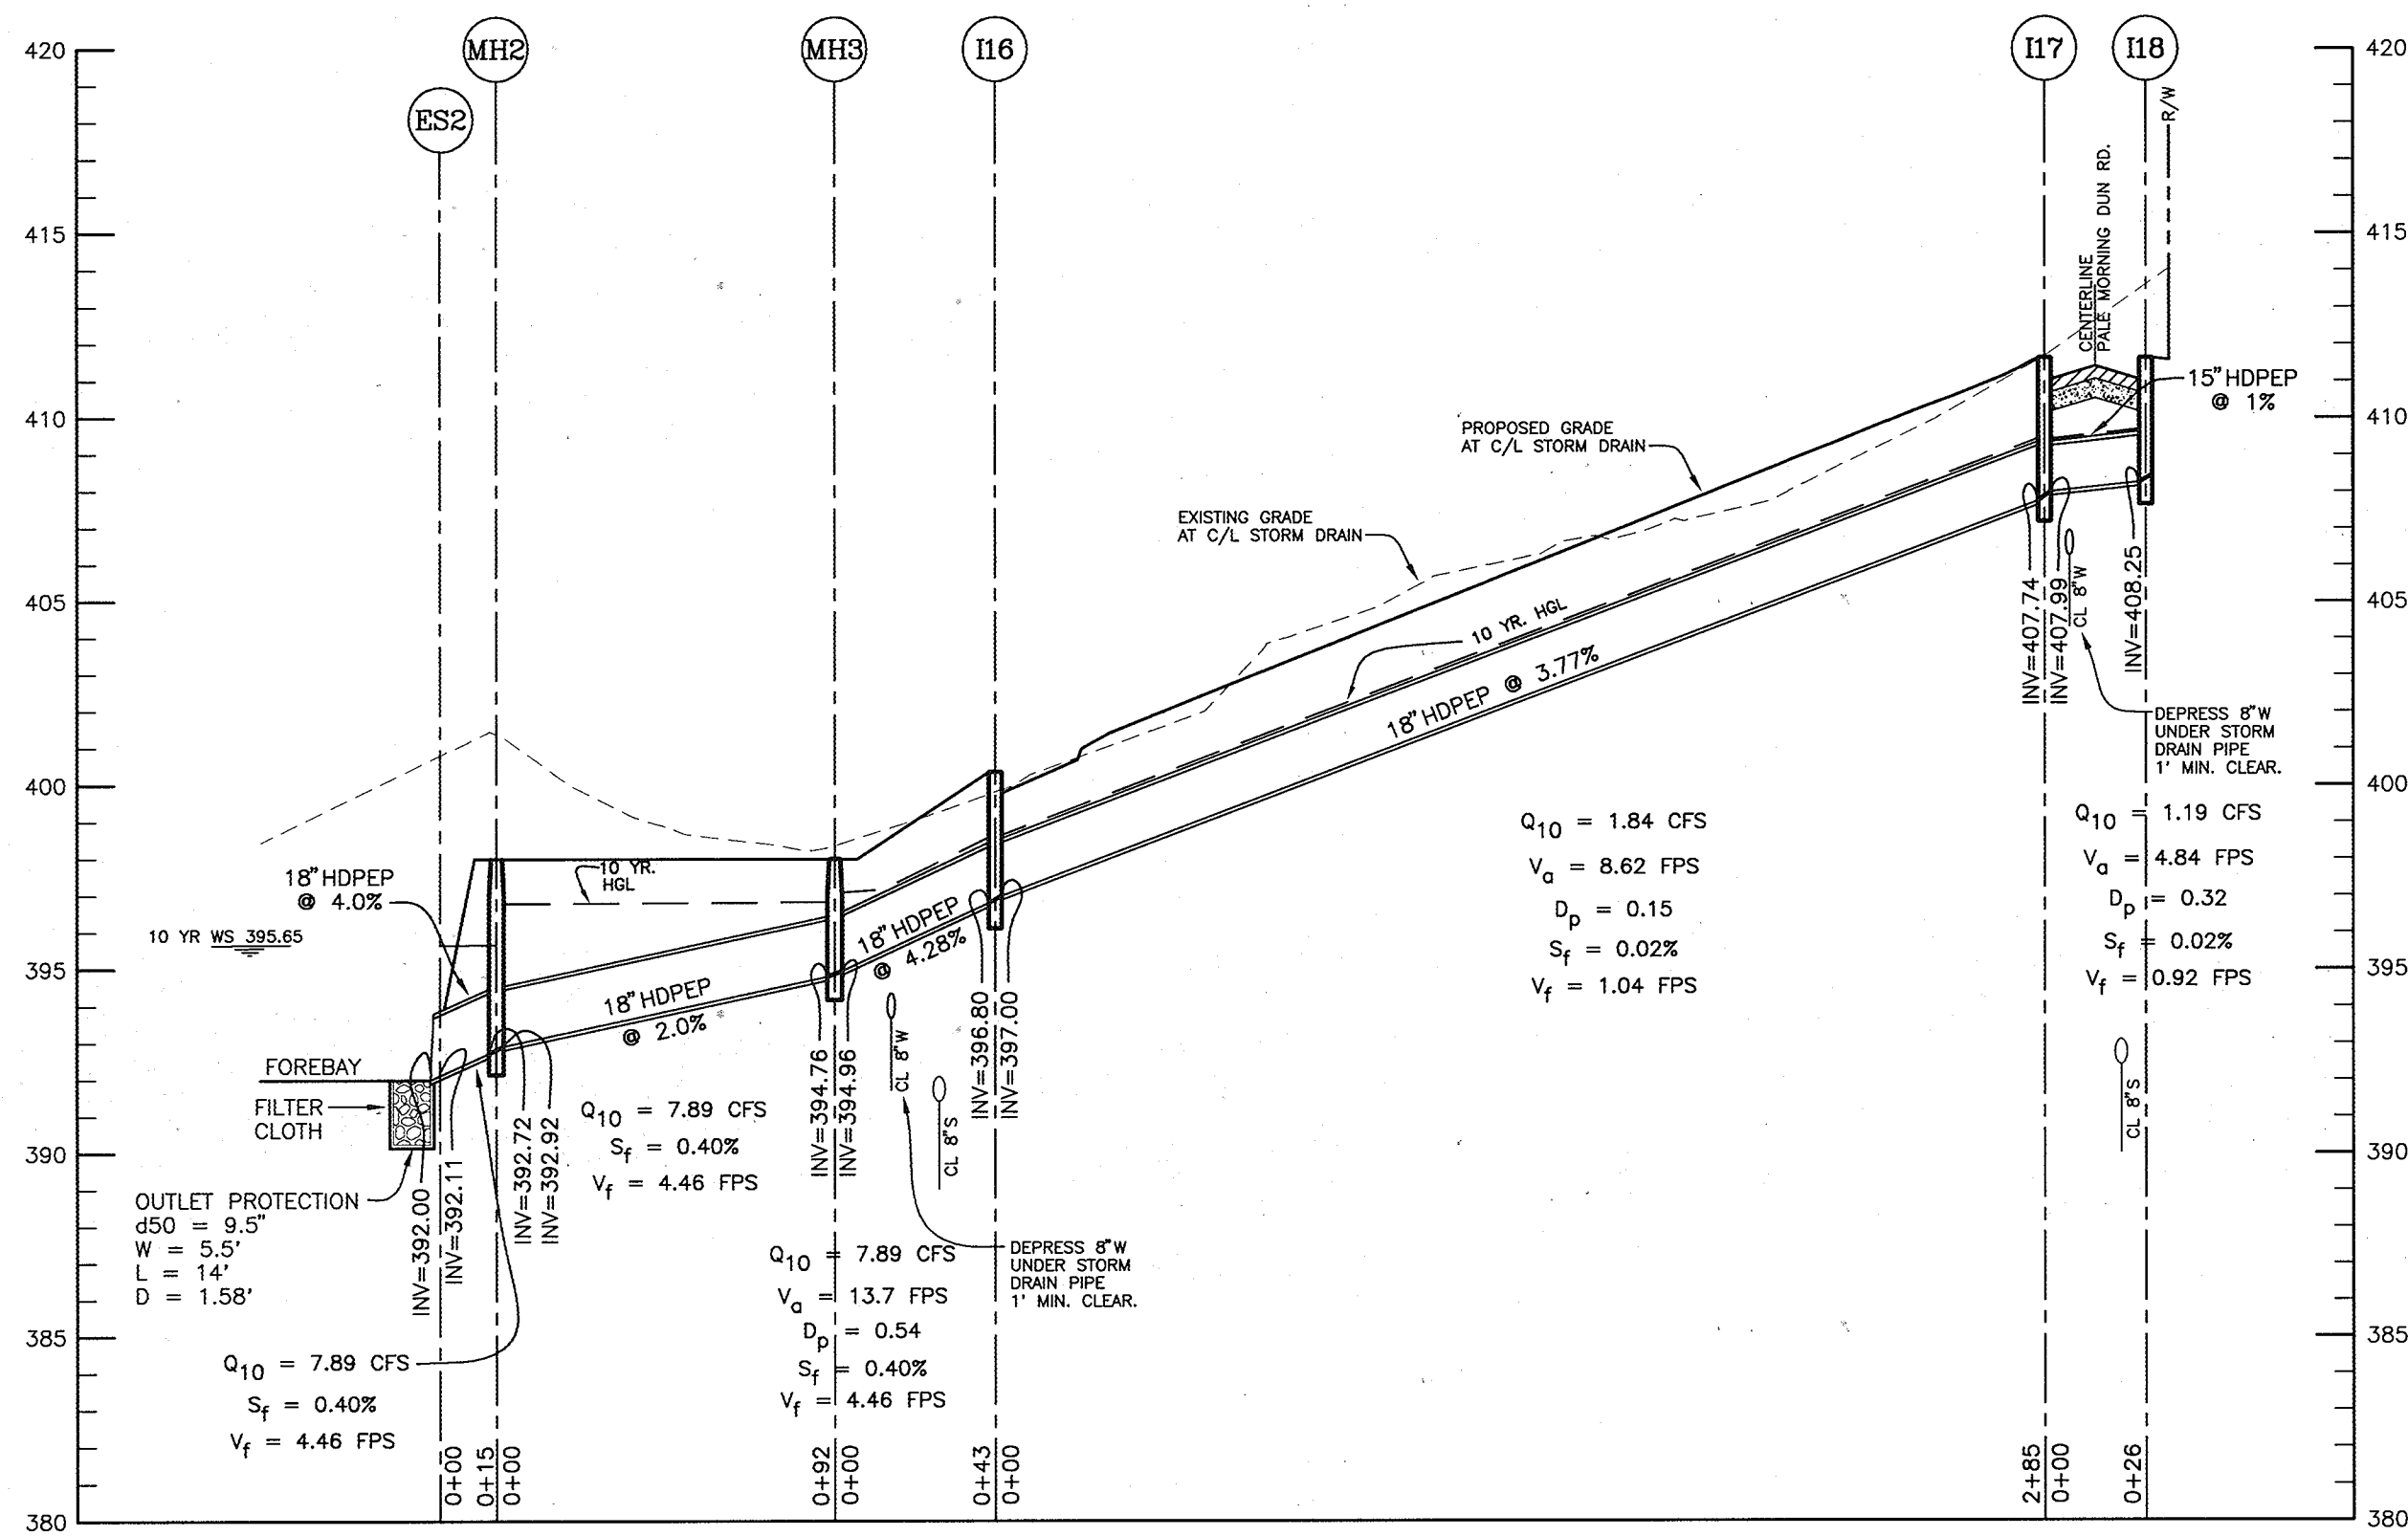 MH2
MH3
I16
I17
I18
ES2
420
415
410
405
400
395
390
385
380
420
415
410
405
400
395
390
385
380
R/W
CENTERLINE
PALE MORNING DUN RD.
15" HDPEP
@ 1%
PROPOSED GRADE
AT C/L STORM DRAIN
EXISTING GRADE
AT C/L STORM DRAIN
10 YR. HGL
18" HDPEP @ 3.77%
INV=407.74
INV=407.99
CL 8"W
INV=408.25
DEPRESS 8"W
UNDER STORM
DRAIN PIPE
1' MIN. CLEAR.
18" HDPEP
@ 4.0%
10 YR.
HGL
10 YR WS 395.65
18" HDPEP
@ 2.0%
18" HDPEP
@ 4.28%
FOREBAY
FILTER
CLOTH
OUTLET PROTECTION
d50 = 9.5"
W = 5.5'
L = 14'
D = 1.58'
INV=392.00
INV=392.11
INV=392.72
INV=392.92
INV=394.76
INV=394.96
CL 8"W
CL 8"S
INV=396.80
INV=397.00
DEPRESS 8"W
UNDER STORM
DRAIN PIPE
1' MIN. CLEAR.
CL 8"S
Q10 = 7.89 CFS
Sf = 0.40%
Vf = 4.46 FPS
Q10 = 7.89 CFS
Sf = 0.40%
Vf = 4.46 FPS
Q10 = 7.89 CFS
Va = 13.7 FPS
Dp = 0.54
Sf = 0.40%
Vf = 4.46 FPS
Q10 = 1.84 CFS
Va = 8.62 FPS
Dp = 0.15
Sf = 0.02%
Vf = 1.04 FPS
Q10 = 1.19 CFS
Va = 4.84 FPS
Dp = 0.32
Sf = 0.02%
Vf = 0.92 FPS
0+00
0+15
0+00
0+92
0+00
0+43
0+00
2+85
0+00
0+26